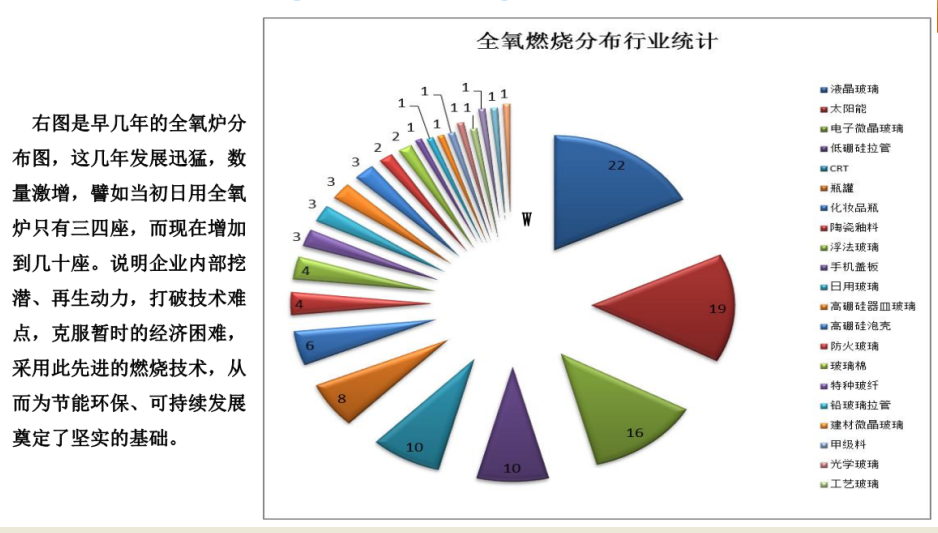 全氧燃烧分布行业统计
右图是早几年的全氧炉分
布图，这几年发展迅猛，数
量激增，譬如当初日用全氧
炉只有三四座，而现在增加
到几十座。说明企业内部挖
潜、再生动力，打破技术难
点，克服暂时的经济困难，
采用此先进的燃烧技术，从
而为节能环保、可持续发展
奠定了坚实的基础。
22
19
16
10
10
8
6
4
4
3
3
3
3
2
2
1
1
1
1
1
1
1
1
1
1
W
液晶玻璃
太阳能
电子微晶玻璃
低硼硅拉管
CRT
瓶罐
化妆品瓶
陶瓷釉料
浮法玻璃
手机盖板
日用玻璃
高硼硅器皿玻璃
高硼硅泡壳
防火玻璃
玻璃棉
特种玻纤
铅玻璃拉管
建材微晶玻璃
甲级料
光学玻璃
工艺玻璃